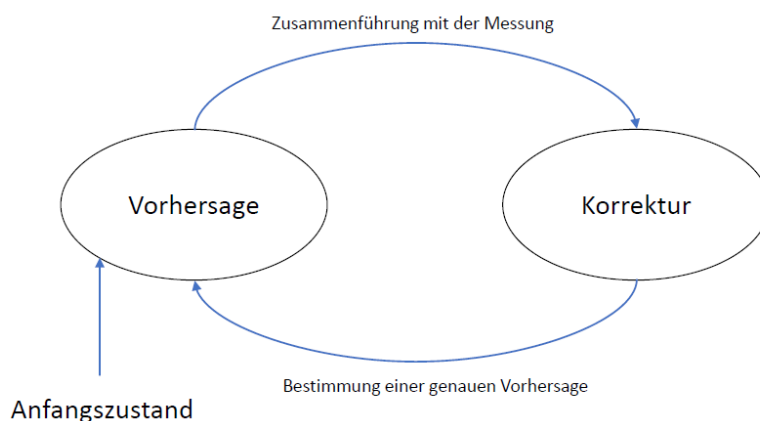 Zusammenführung mit der Messung
Vorhersage
Korrektur
Bestimmung einer genauen Vorhersage
Anfangszustand